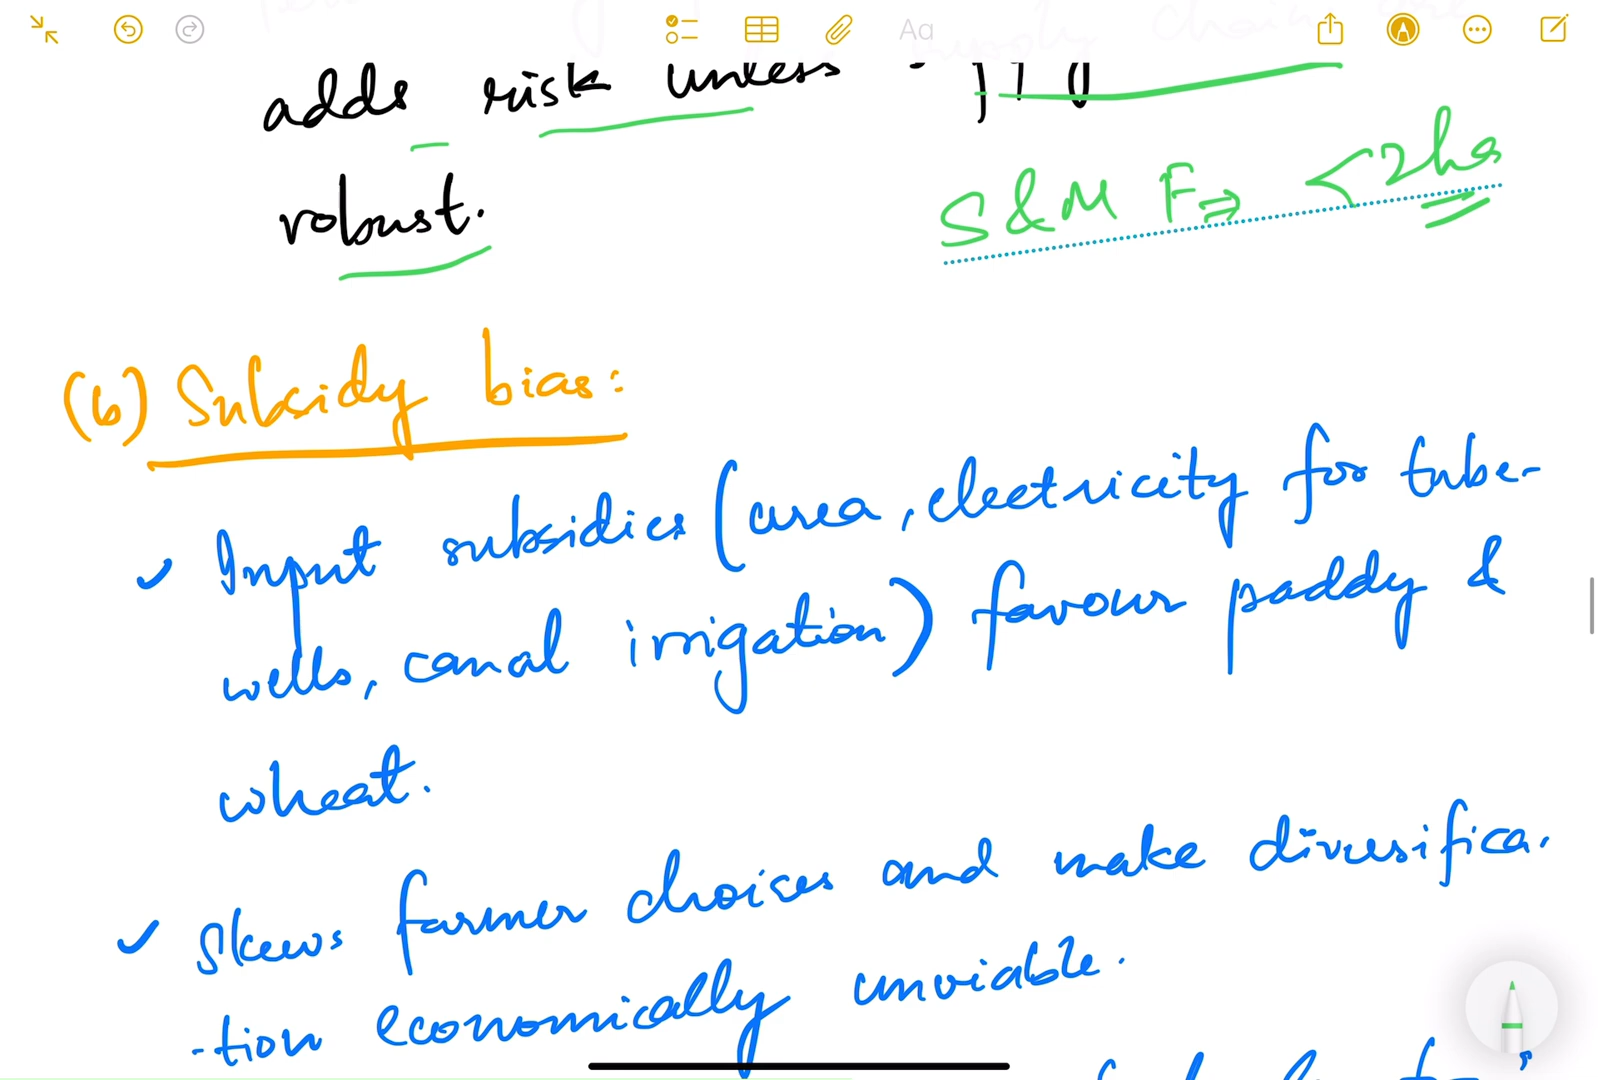 Aa
adds risk unless
robust.
S&M F ⇒ <2ha
(b) Subsidy bias:
✓ Input subsidies (urea, electricity for tube-
wells, canal irrigation) favour paddy &
wheat.
✓ Skews farmer choices and make diversifica-
-tion economically unviable.